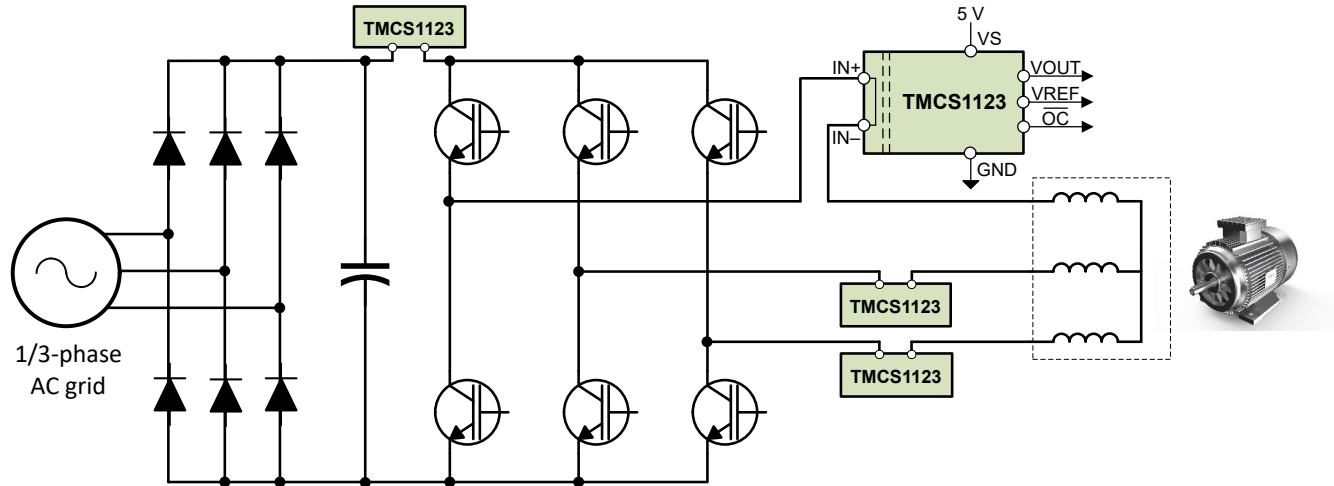 TMCS1123
5 V
VS
IN+
VOUT
TMCS1123
VREF
OC
IN–
GND
TMCS1123
TMCS1123
1/3-phase
AC grid